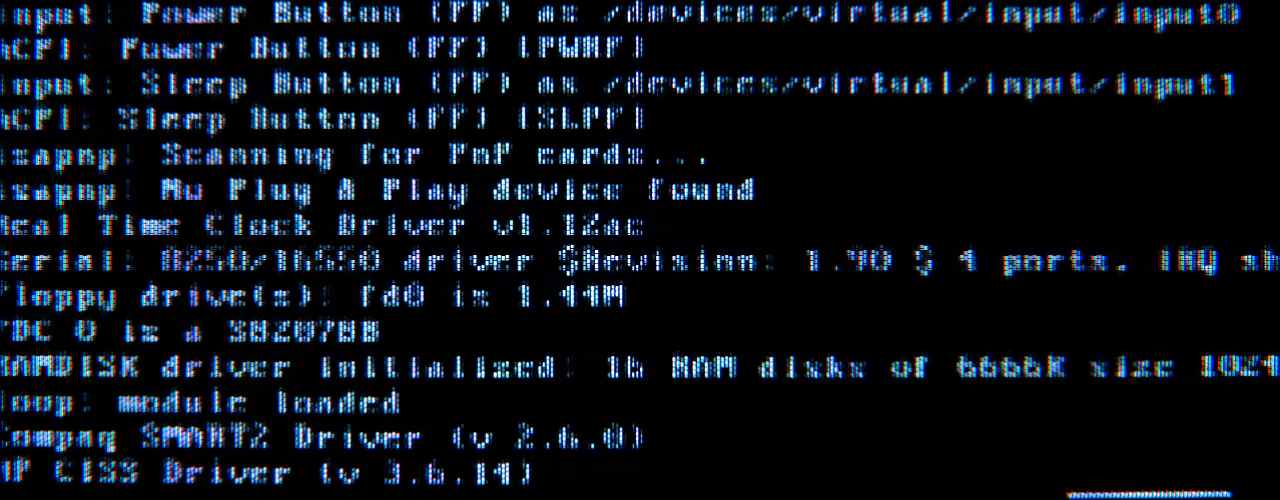 input: Power Button (FF) as /devices/virtual/input/input0
ACPI: Power Button (FF) [PWRF]
input: Sleep Button (FF) as /devices/virtual/input/input1
ACPI: Sleep Button (FF) [SLPF]
isapnp: Scanning for PnP cards...
isapnp: No Plug & Play device found
Real Time Clock Driver v1.12ac
Serial: 8250/16550 driver $Revision: 1.90 $ 4 ports, IRQ sh
Floppy drive(s): fd0 is 1.44M
FDC 0 is a S82078B
RAMDISK driver initialized: 16 RAM disks of 6666K size 1024
loop: module loaded
Compaq SMART2 Driver (v 2.6.0)
HP CISS Driver (v 3.6.14)